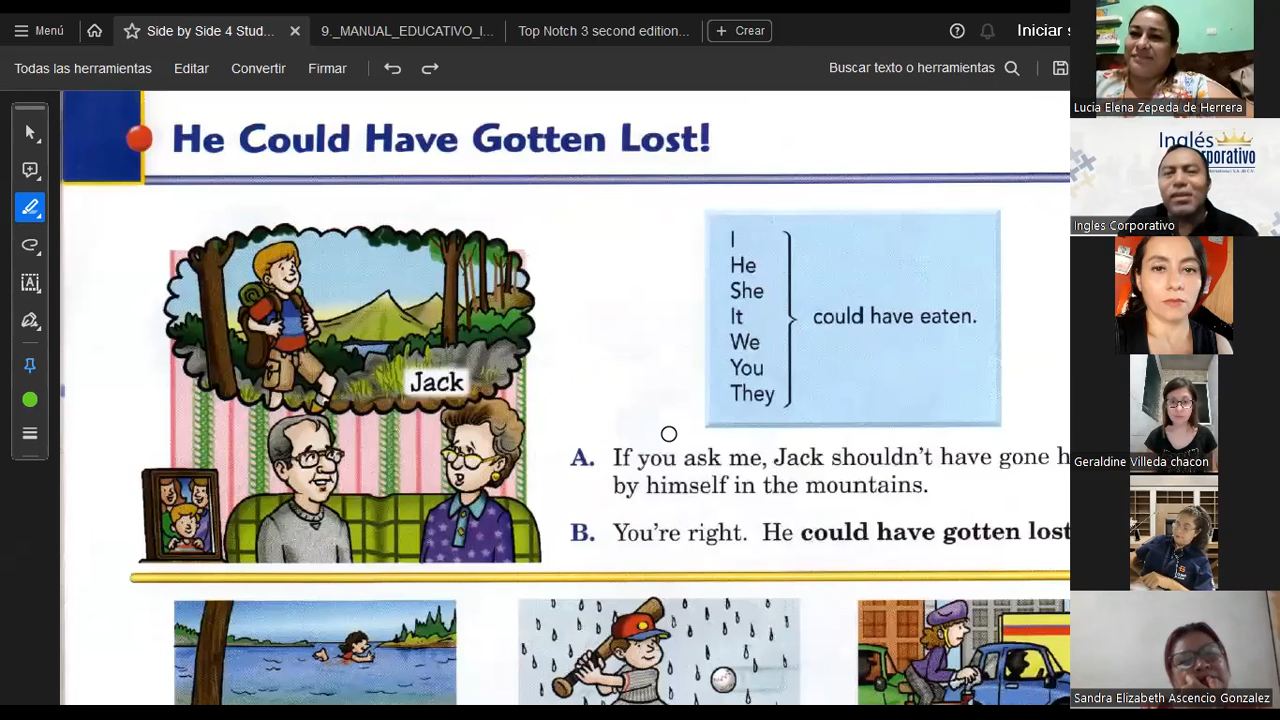 Menú
Side by Side 4 Stud...
9._MANUAL_EDUCATIVO_I...
Top Notch 3 second edition...
Crear
Iniciar s
Todas las herramientas
Editar
Convertir
Firmar
Buscar texto o herramientas
He Could Have Gotten Lost!
Jack
I
He
She
It
We
You
They
could have eaten.
A. If you ask me, Jack shouldn't have gone h
by himself in the mountains.
B. You're right. He could have gotten lost
Lucia Elena Zepeda de Herrera
Inglés
rporativo
Ingles Corporativo
Geraldine Villeda chacon
Sandra Elizabeth Ascencio Gonzalez